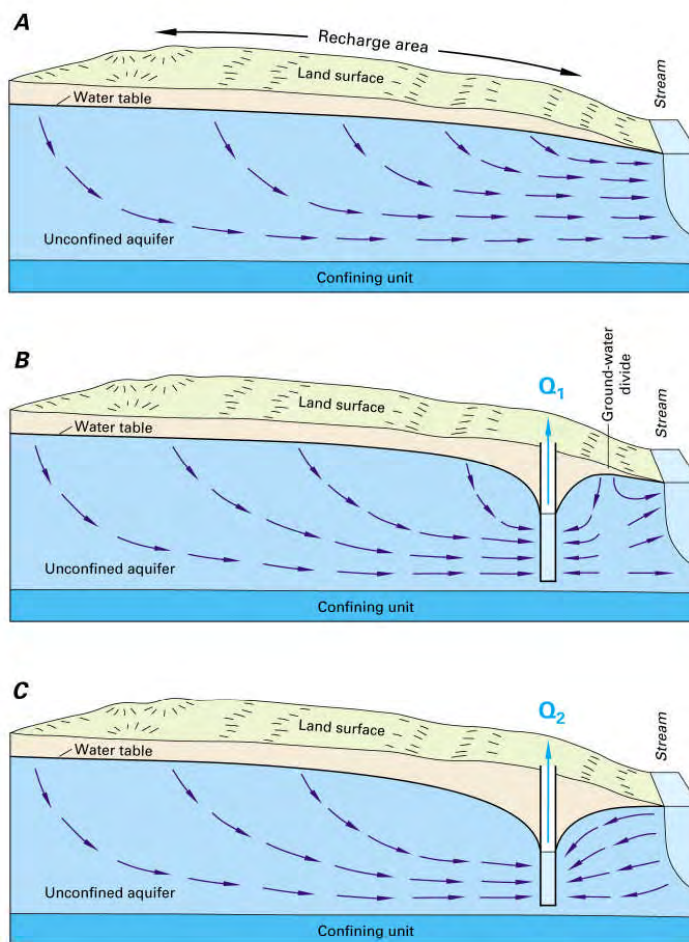 A
Recharge area
Land surface
Stream
Water table
Unconfined aquifer
Confining unit
B
Q1
Ground-water
divide
Stream
Land surface
Water table
Unconfined aquifer
Confining unit
C
Q2
Stream
Land surface
Water table
Unconfined aquifer
Confining unit